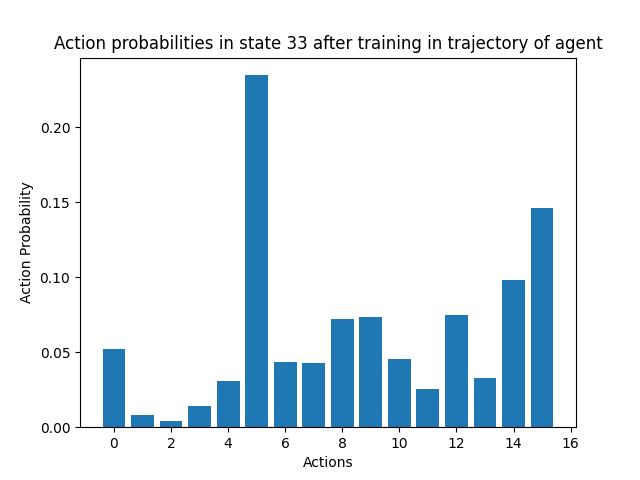 Action probabilities in state 33 after training in trajectory of agent
Action Probability
0.20
0.15
0.10
0.05
0.00
0 2 4 6 8 10 12 14 16
Actions